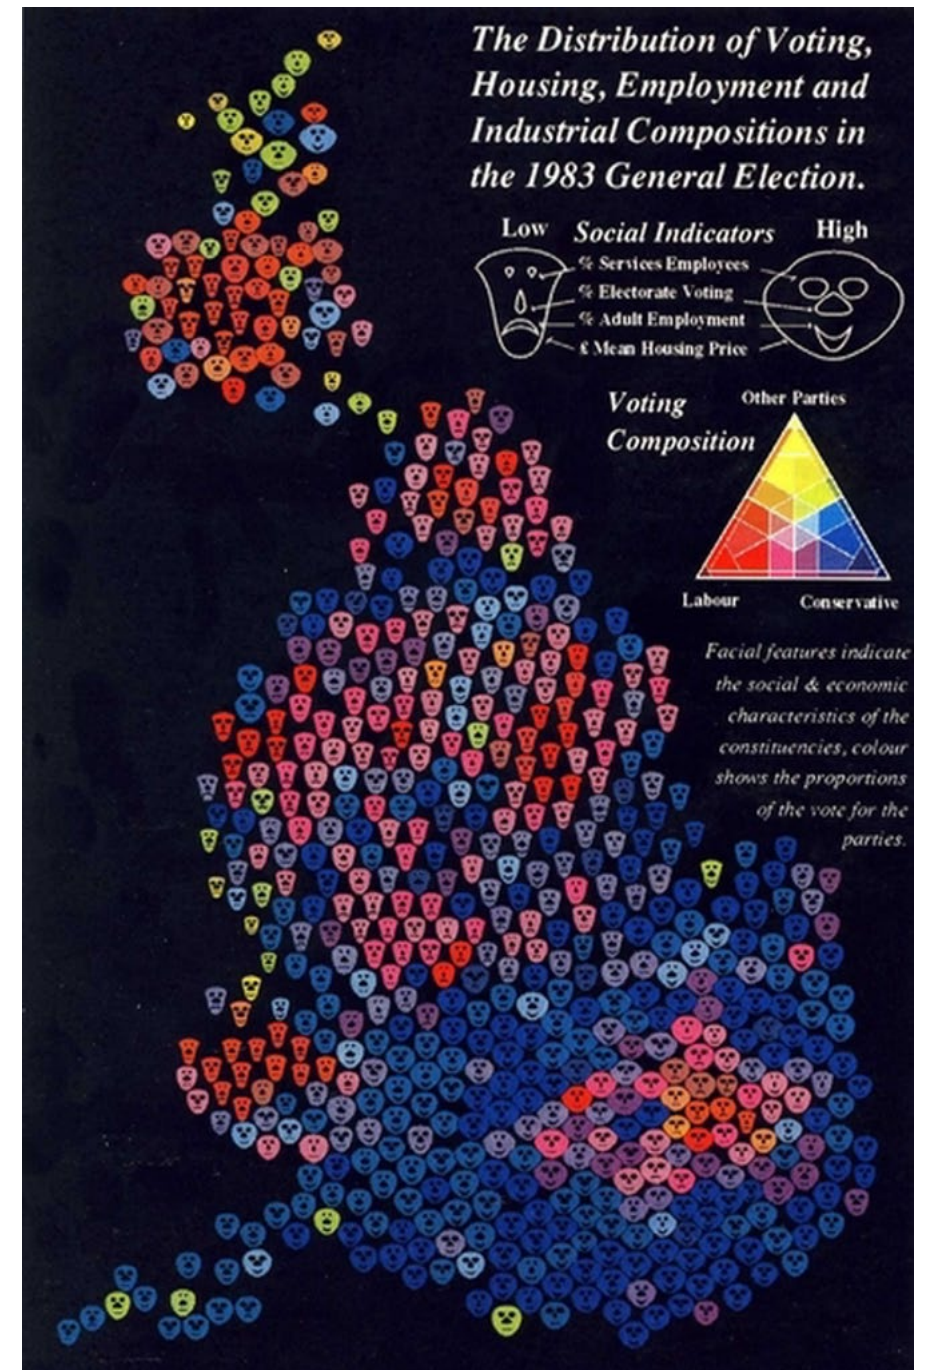 The Distribution of Voting,
Housing, Employment and
Industrial Compositions in
the 1983 General Election.
Low Social Indicators High
% Services Employees
% Electorate Voting
% Adult Employment
£ Mean Housing Price
Voting
Composition
Other Parties
Labour Conservative
Facial features indicate
the social & economic
characteristics of the
constituencies, colour
shows the proportions
of the vote for the
parties.